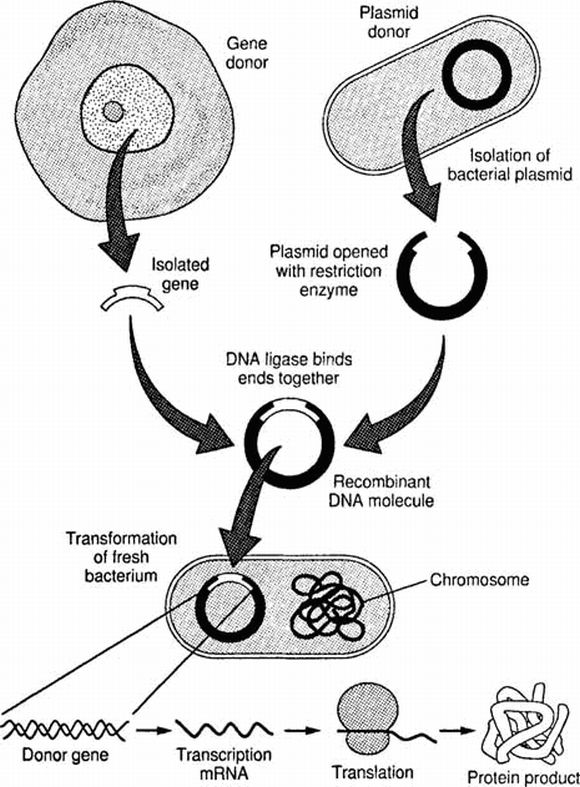 Gene
donor
Plasmid
donor
Isolation of
bacterial plasmid
Isolated
gene
Plasmid opened
with restriction
enzyme
DNA ligase binds
ends together
Recombinant
DNA molecule
Transformation
of fresh
bacterium
Chromosome
Donor gene
Transcription
mRNA
Translation
Protein product